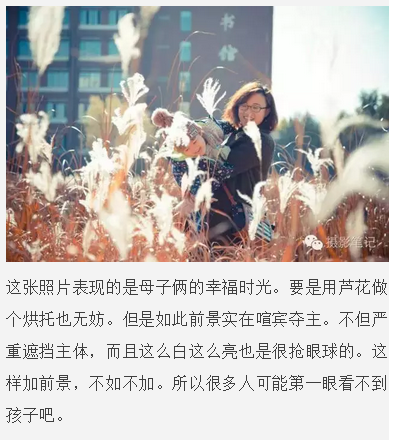 书馆
摄影笔记
这张照片表现的是母子俩的幸福时光。要是用芦花做
个烘托也无妨。但是如此前景实在喧宾夺主。不但严
重遮挡主体，而且这么白这么亮也是很抢眼球的。这
样加前景，不如不加。所以很多人可能第一眼看不到
孩子吧。